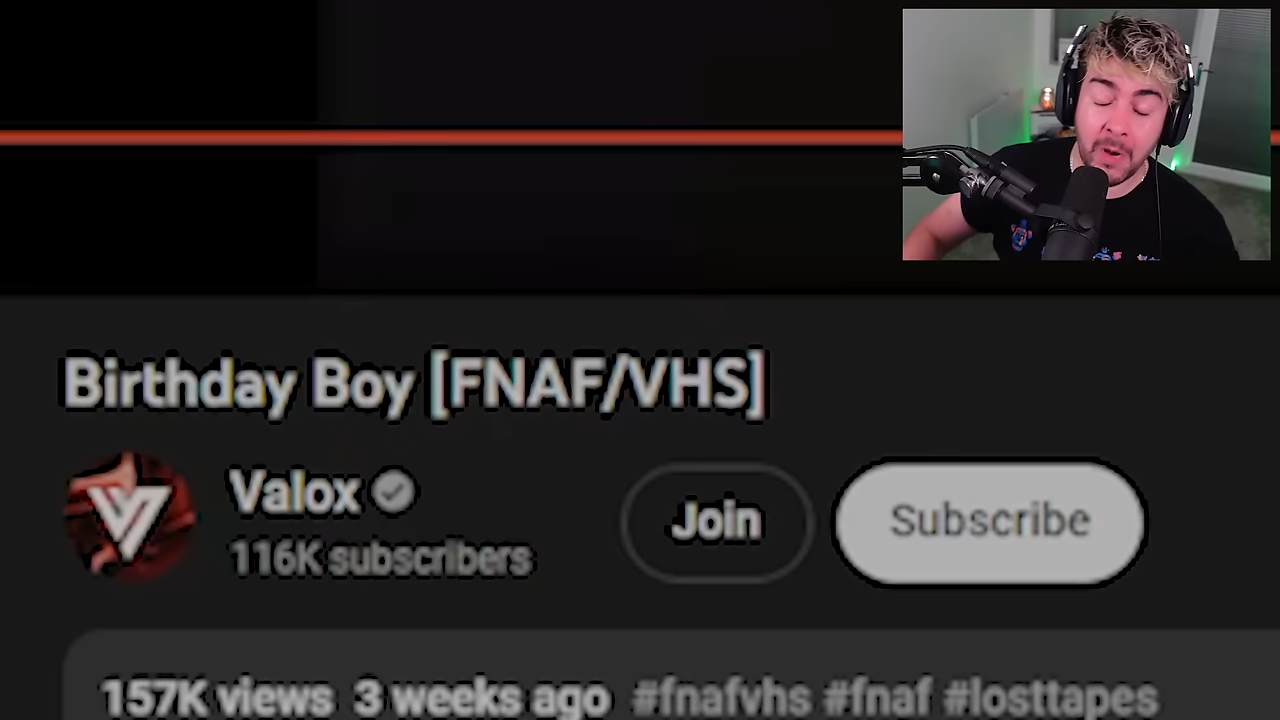 Birthday Boy [FNAF/VHS]
Valox
116K subscribers
Join
Subscribe
157K views 3 weeks ago #fnafvhs #fnaf #losttapes